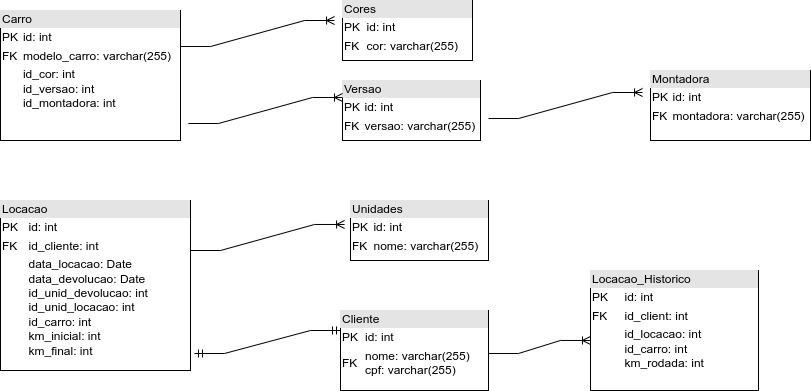 Carro
PK id: int
FK modelo_carro: varchar(255)
id_cor: int
id_versao: int
id_montadora: int
Cores
PK id: int
FK cor: varchar(255)
Versao
PK id: int
FK versao: varchar(255)
Montadora
PK id: int
FK montadora: varchar(255)
Locacao
PK id: int
FK id_cliente: int
data_locacao: Date
data_devolucao: Date
id_unid_devolucao: int
id_unid_locacao: int
id_carro: int
km_inicial: int
km_final: int
Unidades
PK id: int
FK nome: varchar(255)
Cliente
PK id: int
FK nome: varchar(255)
cpf: varchar(255)
Locacao_Historico
PK id: int
FK id_client: int
id_locacao: int
id_carro: int
km_rodada: int